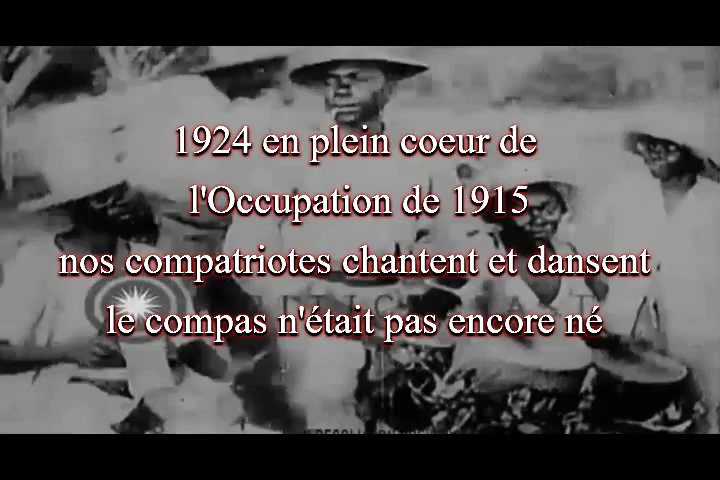 1924 en plein coeur de
l'Occupation de 1915
nos compatriotes chantent et dansent
le compas n'était pas encore né